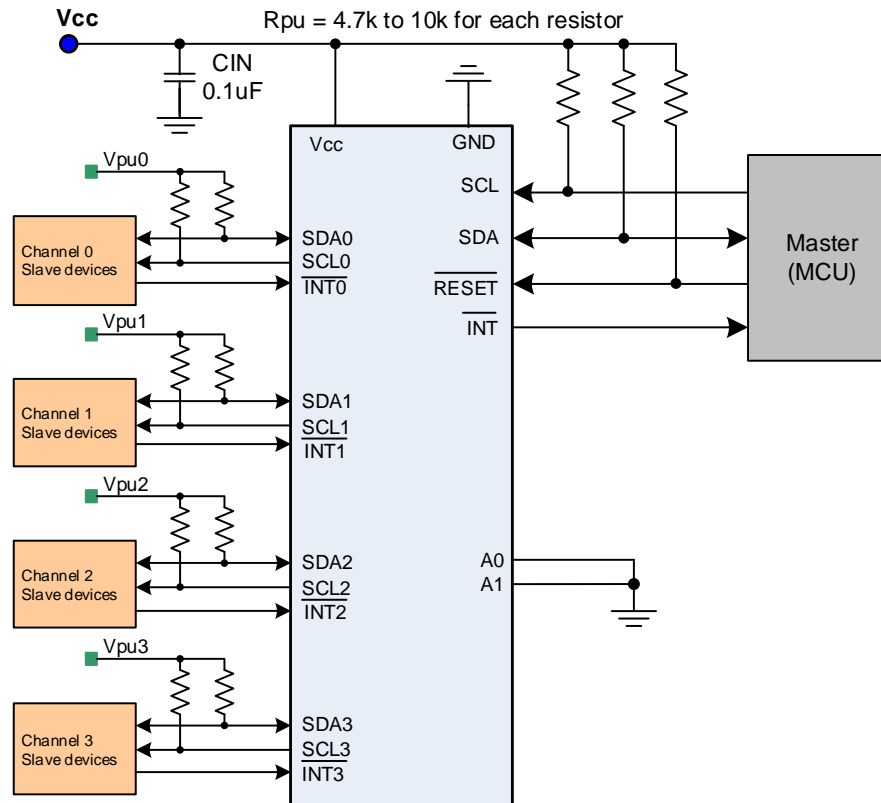 Vcc
Rpu = 4.7k to 10k for each resistor
CIN
0.1uF
Vcc
GND
Vpu0
SCL
Channel 0
Slave devices
SDA0
SCL0
INT0
SDA
RESET
INT
Master
(MCU)
Vpu1
Channel 1
Slave devices
SDA1
SCL1
INT1
Vpu2
Channel 2
Slave devices
SDA2
SCL2
INT2
A0
A1
Vpu3
Channel 3
Slave devices
SDA3
SCL3
INT3